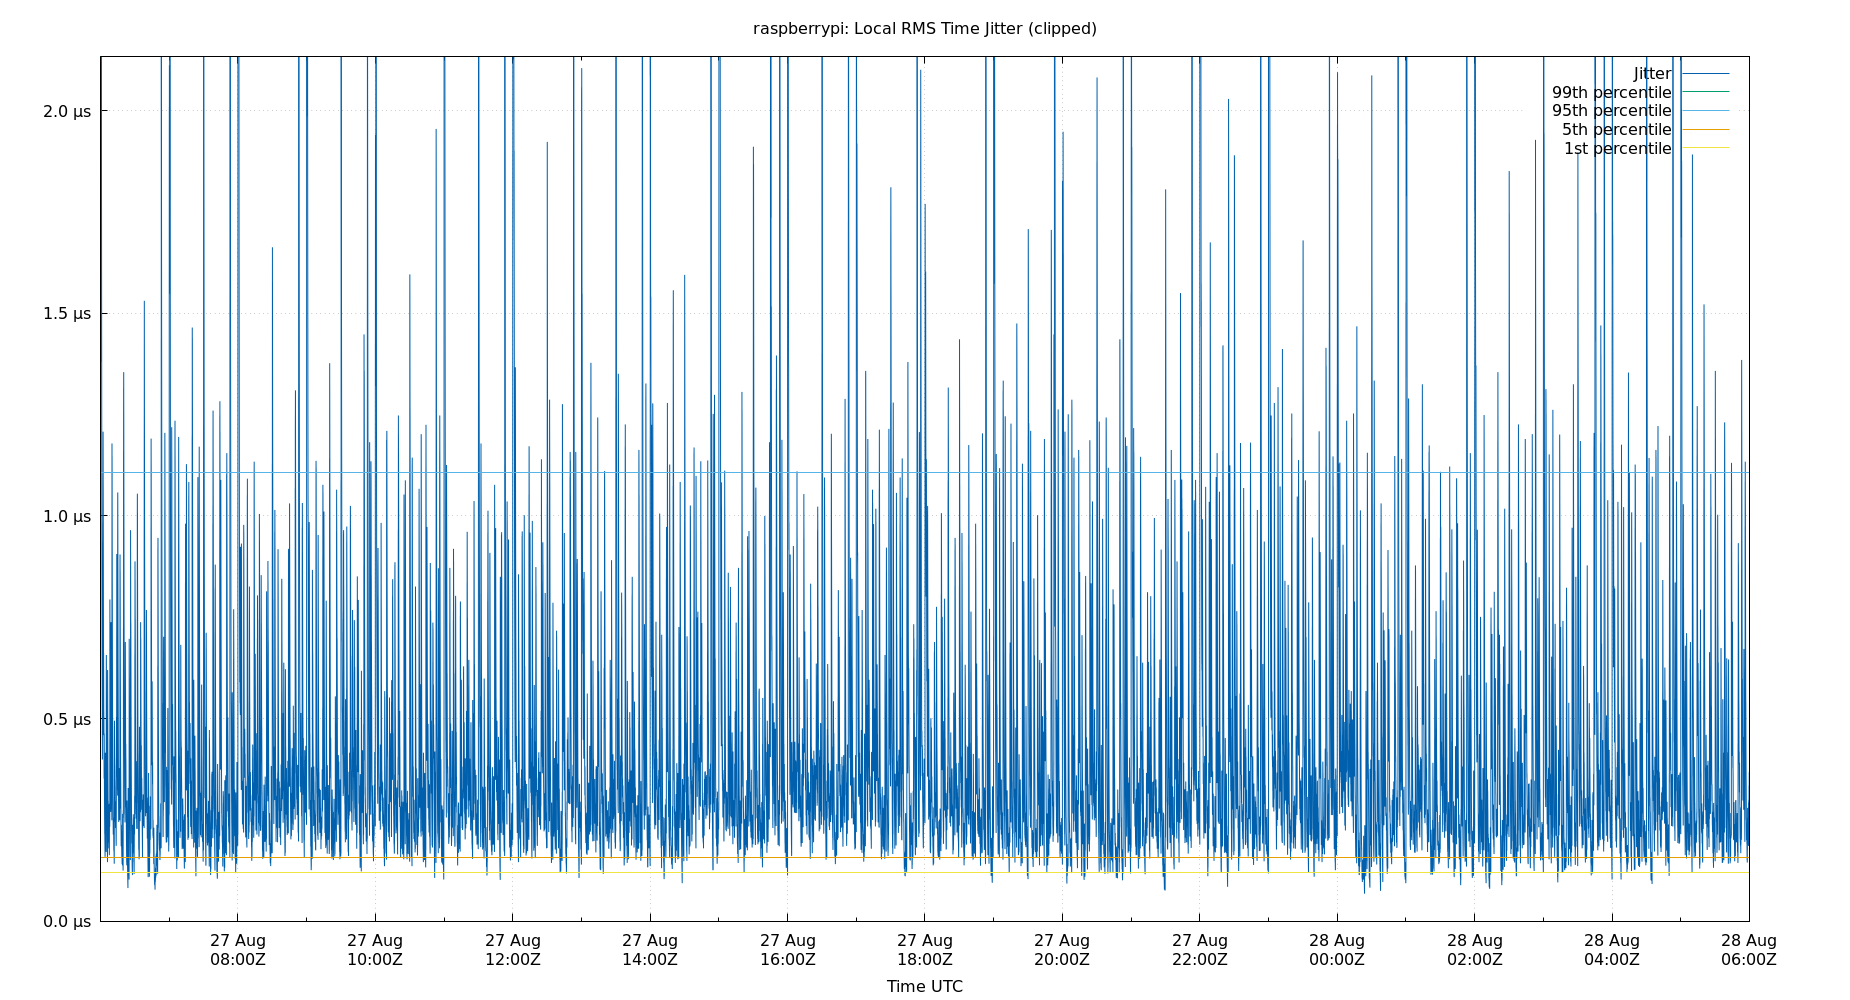 raspberrypi: Local RMS Time Jitter (clipped)
Jitter
99th percentile
95th percentile
5th percentile
1st percentile
2.0 µs
1.5 µs
1.0 µs
0.5 µs
0.0 µs
27 Aug 27 Aug 27 Aug 27 Aug 27 Aug 27 Aug 27 Aug 27 Aug 28 Aug 28 Aug 28 Aug 28 Aug
08:00Z 10:00Z 12:00Z 14:00Z 16:00Z 18:00Z 20:00Z 22:00Z 00:00Z 02:00Z 04:00Z 06:00Z
Time UTC